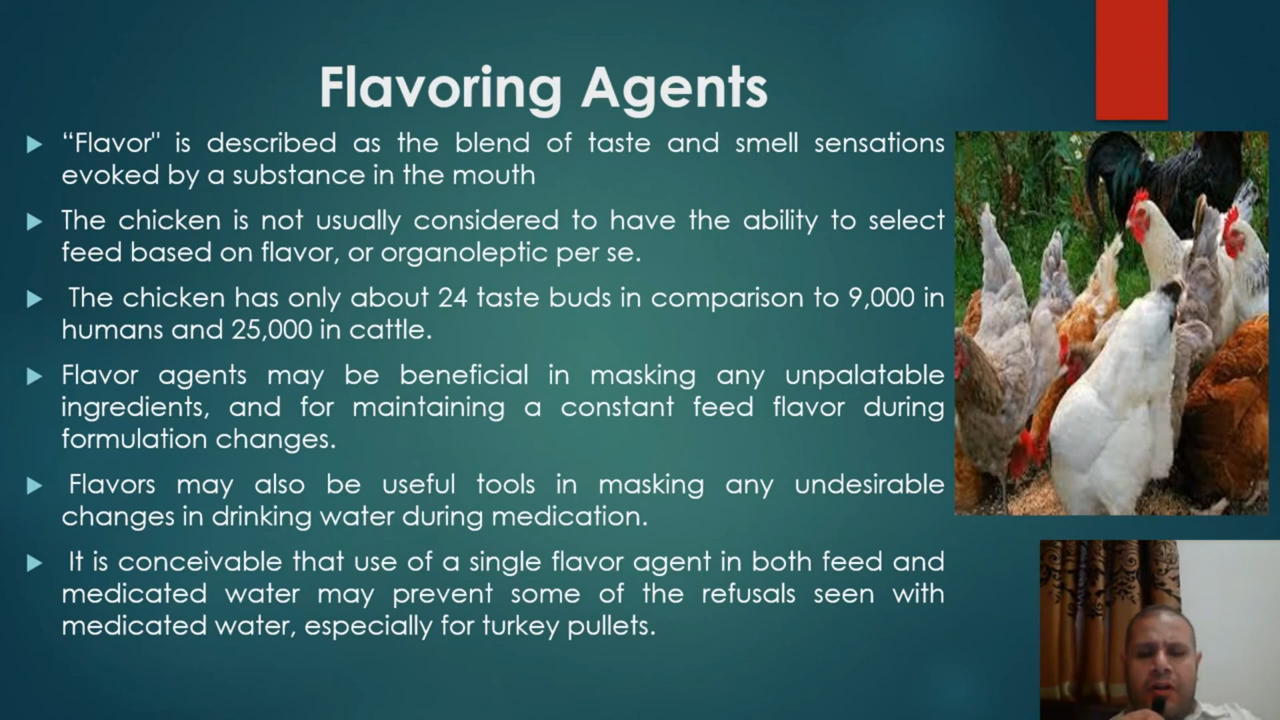 Flavoring Agents
“Flavor" is described as the blend of taste and smell sensations
evoked by a substance in the mouth
The chicken is not usually considered to have the ability to select
feed based on flavor, or organoleptic per se.
The chicken has only about 24 taste buds in comparison to 9,000 in
humans and 25,000 in cattle.
Flavor agents may be beneficial in masking any unpalatable
ingredients, and for maintaining a constant feed flavor during
formulation changes.
Flavors may also be useful tools in masking any undesirable
changes in drinking water during medication.
It is conceivable that use of a single flavor agent in both feed and
medicated water may prevent some of the refusals seen with
medicated water, especially for turkey pullets.